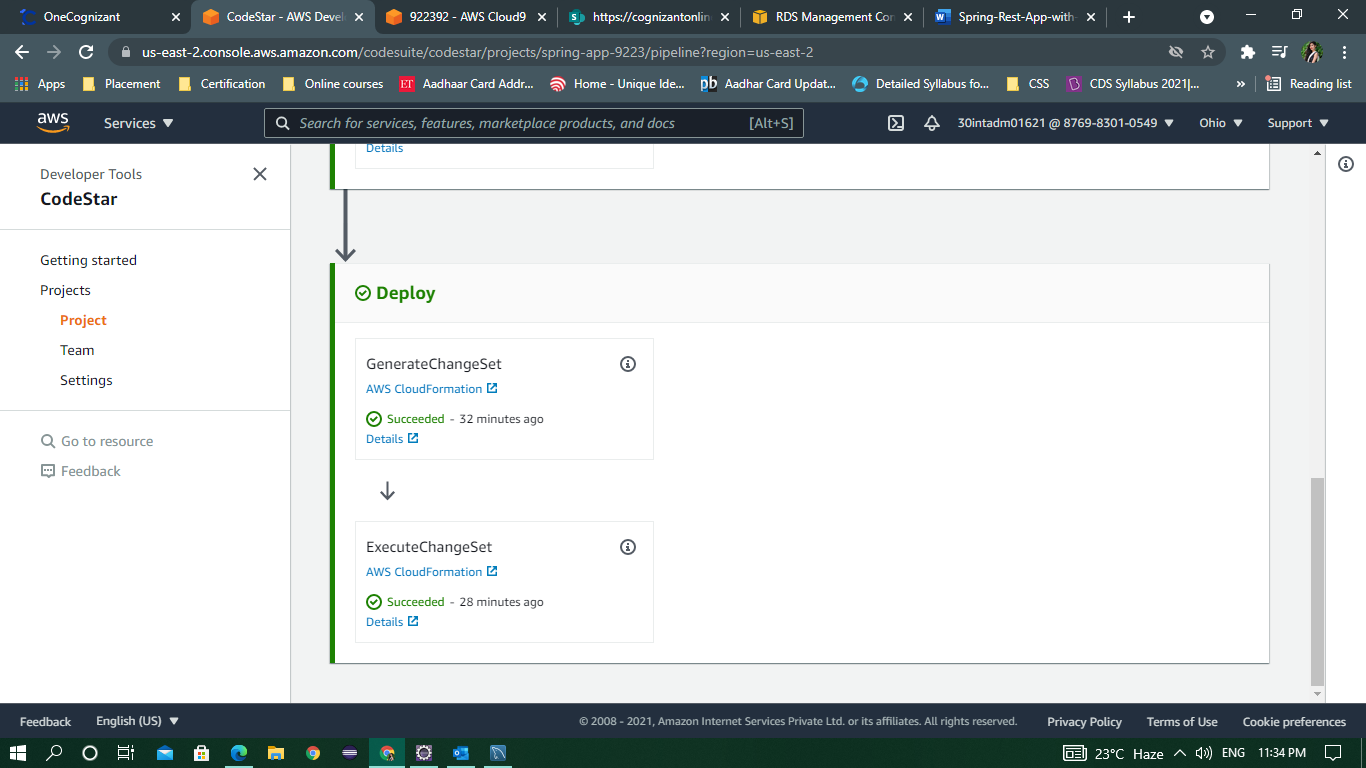 OneCognizant
CodeStar - AWS Devel
922392 - AWS Cloud9
https://cognizantonlin
RDS Management Con
Spring-Rest-App-with-
us-east-2.console.aws.amazon.com/codesuite/codestar/projects/spring-app-9223/pipeline?region=us-east-2
Apps
Placement
Certification
Online courses
ET
Aadhaar Card Addr...
Home - Unique Ide...
pb
Aadhar Card Updat...
Detailed Syllabus fo...
CSS
CDS Syllabus 2021|...
»
Reading list
aws
Services
Search for services, features, marketplace products, and docs
[Alt+S]
30intadm01621 @ 8769-8301-0549
Ohio
Support
Developer Tools
CodeStar
Getting started
Projects
Project
Team
Settings
Go to resource
Feedback
Details
Deploy
GenerateChangeSet
AWS CloudFormation
Succeeded - 32 minutes ago
Details
ExecuteChangeSet
AWS CloudFormation
Succeeded - 28 minutes ago
Details
Feedback
English (US)
© 2008 - 2021, Amazon Internet Services Private Ltd. or its affiliates. All rights reserved.
Privacy Policy
Terms of Use
Cookie preferences
23°C Haze
ENG
11:34 PM